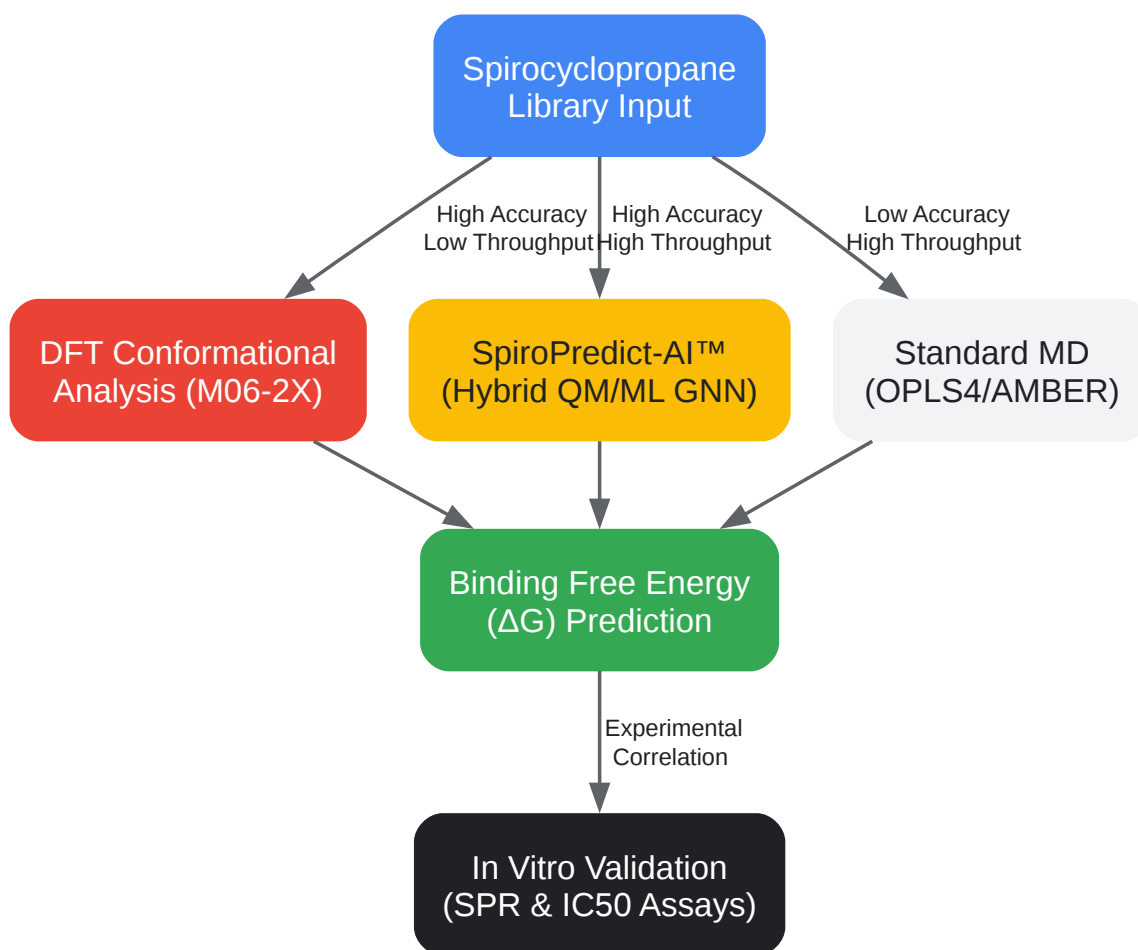 Spirocyclopropane
Library Input
High Accuracy
Low Throughput
High Accuracy
High Throughput
Low Accuracy
High Throughput
DFT Conformational
Analysis (M06-2X)
SpiroPredict-AI™
(Hybrid QM/ML GNN)
Standard MD
(OPLS4/AMBER)
Binding Free Energy
(ΔG) Prediction
Experimental
Correlation
In Vitro Validation
(SPR & IC50 Assays)